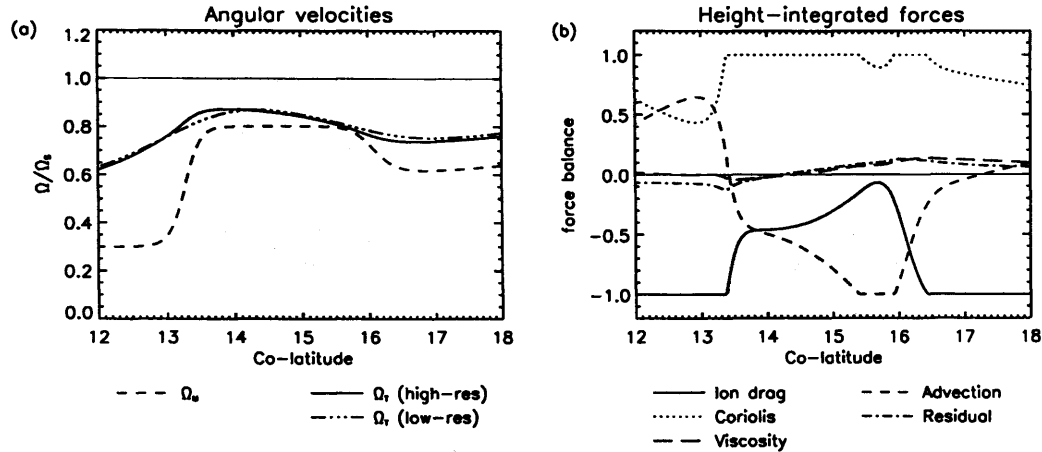 Angular velocities
(a)
1.2
1.0
0.8
0.6
0.4
0.2
0.0
Ω/Ωₛ
12 13 14 15 16 17 18
Co-latitude
Ωₘ
Ωₜ (high-res)
Ωₜ (low-res)
Height-integrated forces
(b)
1.0
0.5
0.0
-0.5
-1.0
force balance
12 13 14 15 16 17 18
Co-latitude
Ion drag
Advection
Coriolis
Residual
Viscosity